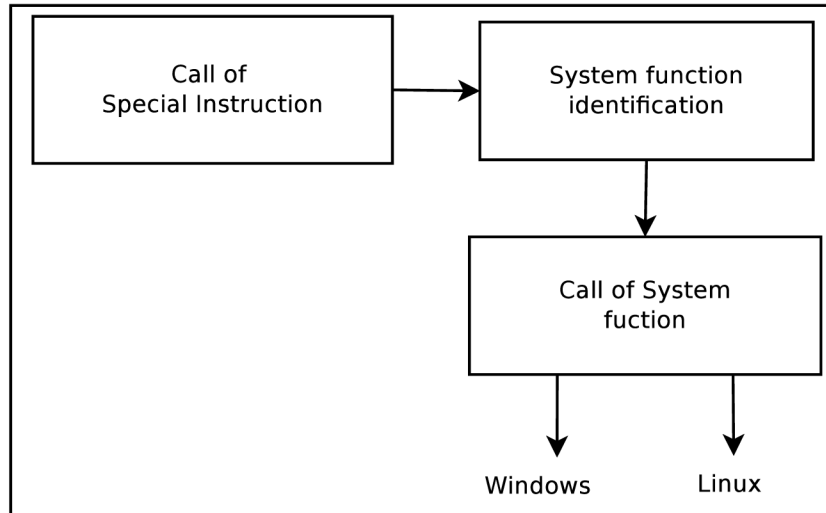 Call of
Special Instruction
System function
identification
Call of System
fuction
Windows
Linux